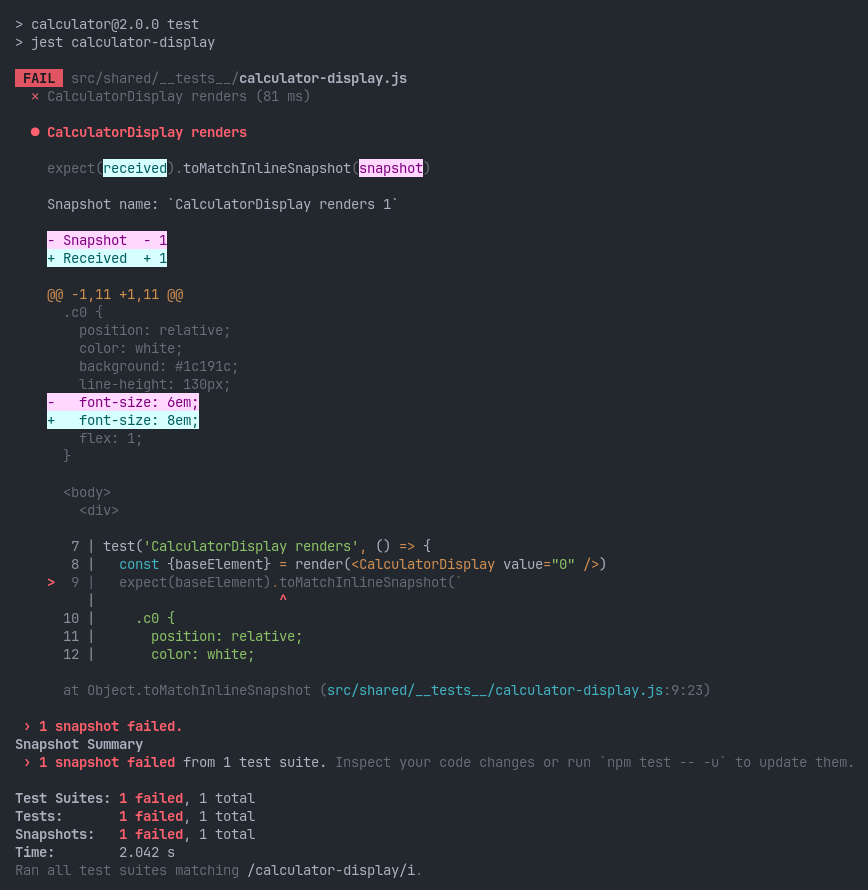 > calculator@2.0.0 test
> jest calculator-display
FAIL src/shared/__tests__/calculator-display.js
✕ CalculatorDisplay renders (81 ms)
● CalculatorDisplay renders
expect(received).toMatchInlineSnapshot(snapshot)
Snapshot name: `CalculatorDisplay renders 1`
- Snapshot  - 1
+ Received  + 1
@@ -1,11 +1,11 @@
.c0 {
position: relative;
color: white;
background: #1c191c;
line-height: 130px;
-   font-size: 6em;
+   font-size: 8em;
flex: 1;
}
<body>
<div>
7 | test('CalculatorDisplay renders', () => {
8 |   const {baseElement} = render(<CalculatorDisplay value="0" />)
>  9 |   expect(baseElement).toMatchInlineSnapshot(`
|                       ^
10 |     .c0 {
11 |       position: relative;
12 |       color: white;
at Object.toMatchInlineSnapshot (src/shared/__tests__/calculator-display.js:9:23)
› 1 snapshot failed.
Snapshot Summary
› 1 snapshot failed from 1 test suite. Inspect your code changes or run `npm test -- -u` to update them.
Test Suites: 1 failed, 1 total
Tests:       1 failed, 1 total
Snapshots:   1 failed, 1 total
Time:        2.042 s
Ran all test suites matching /calculator-display/i.